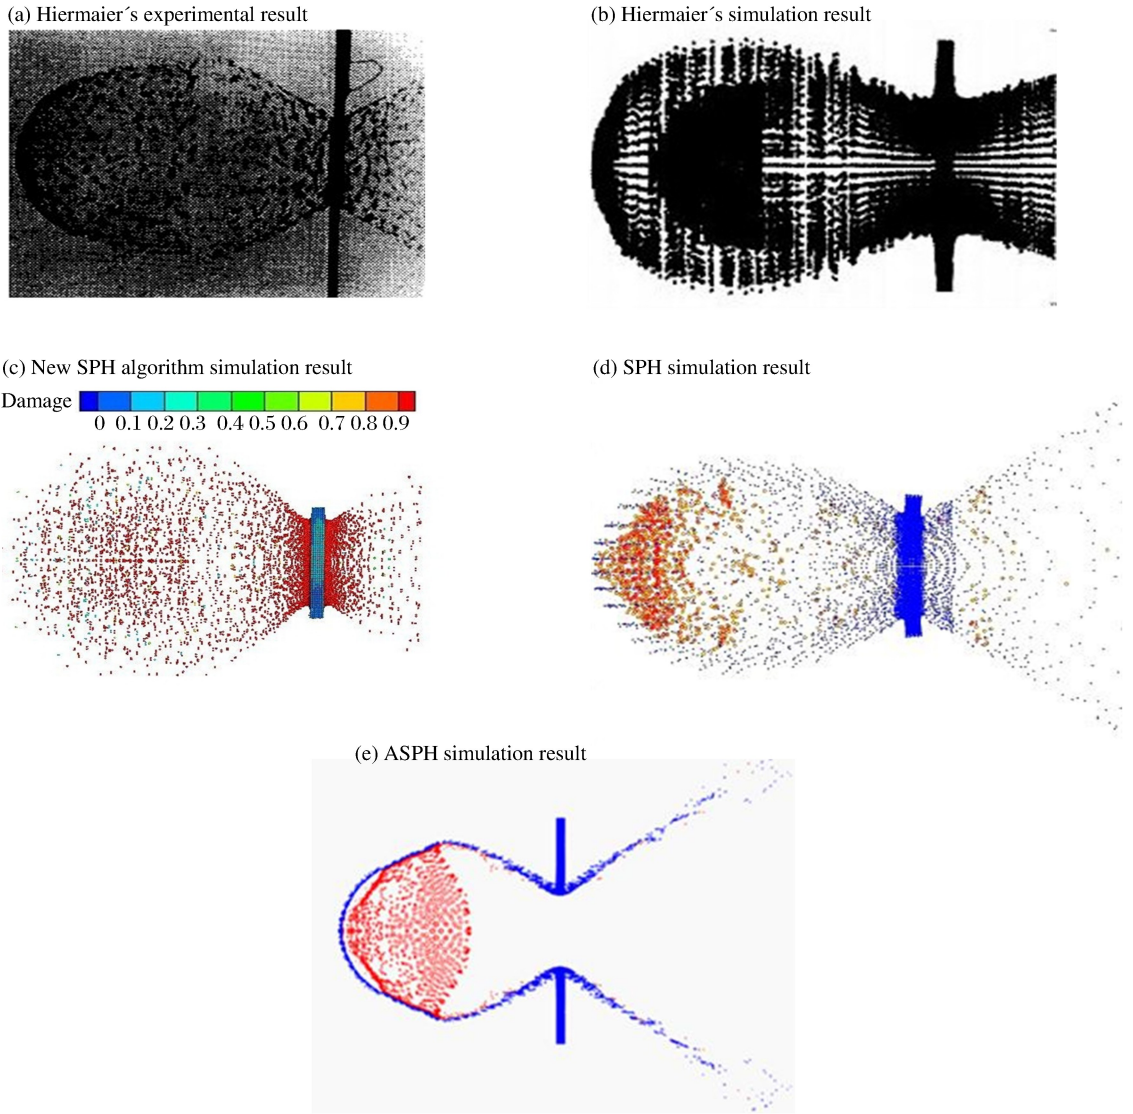 (a) Hiermaier´s experimental result
(b) Hiermaier´s simulation result
(c) New SPH algorithm simulation result
(d) SPH simulation result
Damage
0 0.1 0.2 0.3 0.4 0.5 0.6 0.7 0.8 0.9
(e) ASPH simulation result